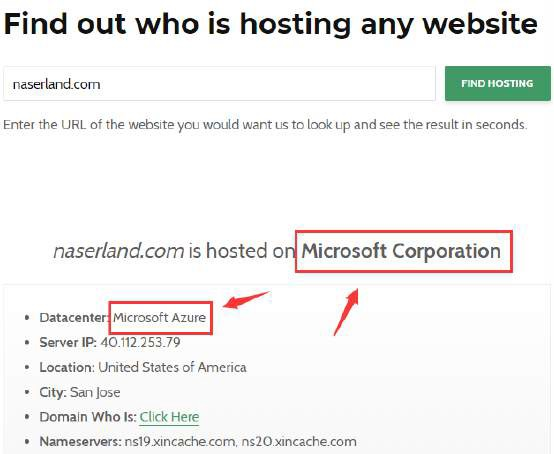 Find out who is hosting any website
naserland.com
FIND HOSTING
Enter the URL of the website you would want us to look up and see the result in seconds.
naserland.com is hosted on Microsoft Corporation
• Datacenter: Microsoft Azure
• Server IP: 40.112.253.79
• Location: United States of America
• City: San Jose
• Domain Who Is: Click Here
• Nameservers: ns19.xincache.com, ns20.xincache.com